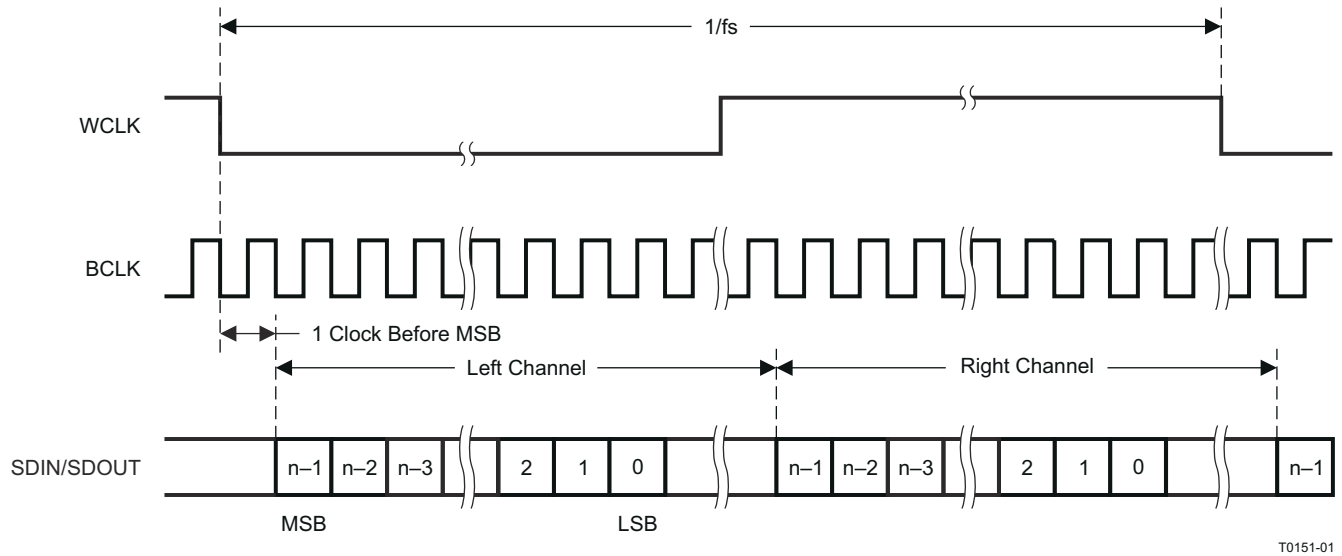 1/fs
WCLK
BCLK
1 Clock Before MSB
Left Channel
Right Channel
SDIN/SDOUT
n–1 n–2 n–3 2 1 0 n–1 n–2 n–3 2 1 0 n–1
MSB LSB
T0151-01